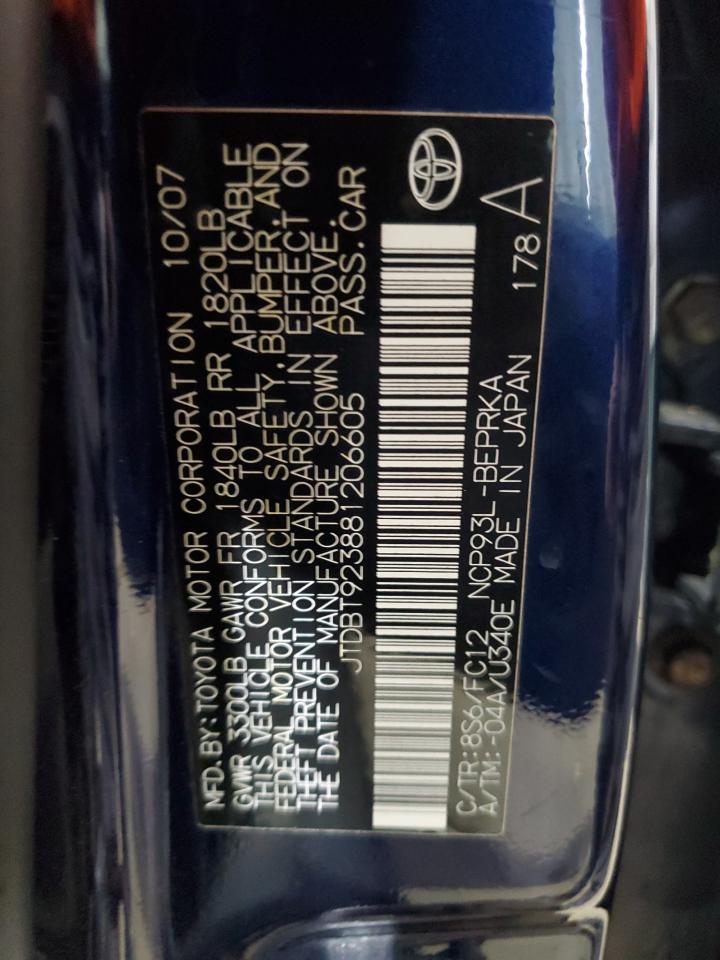 MFD. BY: TOYOTA MOTOR CORPORATION 10/07
GVWR 3300LB GAWR FR 1840LB RR 1820LB
THIS VEHICLE CONFORMS TO ALL APPLICABLE
FEDERAL MOTOR VEHICLE SAFETY, BUMPER, AND
THEFT PREVENTION STANDARDS IN EFFECT ON
THE DATE OF MANUFACTURE SHOWN ABOVE.
JTDBT923881206605 PASS. CAR
C/TR: 8S6/FC12 NCP93L-BEPRKA
A/TM: -04A/U340E MADE IN JAPAN 178 A